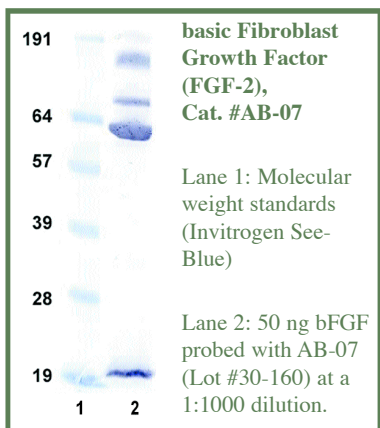 191
64
57
39
28
19
1 2
basic Fibroblast
Growth Factor
(FGF-2),
Cat. #AB-07
Lane 1: Molecular
weight standards
(Invitrogen See-
Blue)
Lane 2: 50 ng bFGF
probed with AB-07
(Lot #30-160) at a
1:1000 dilution.